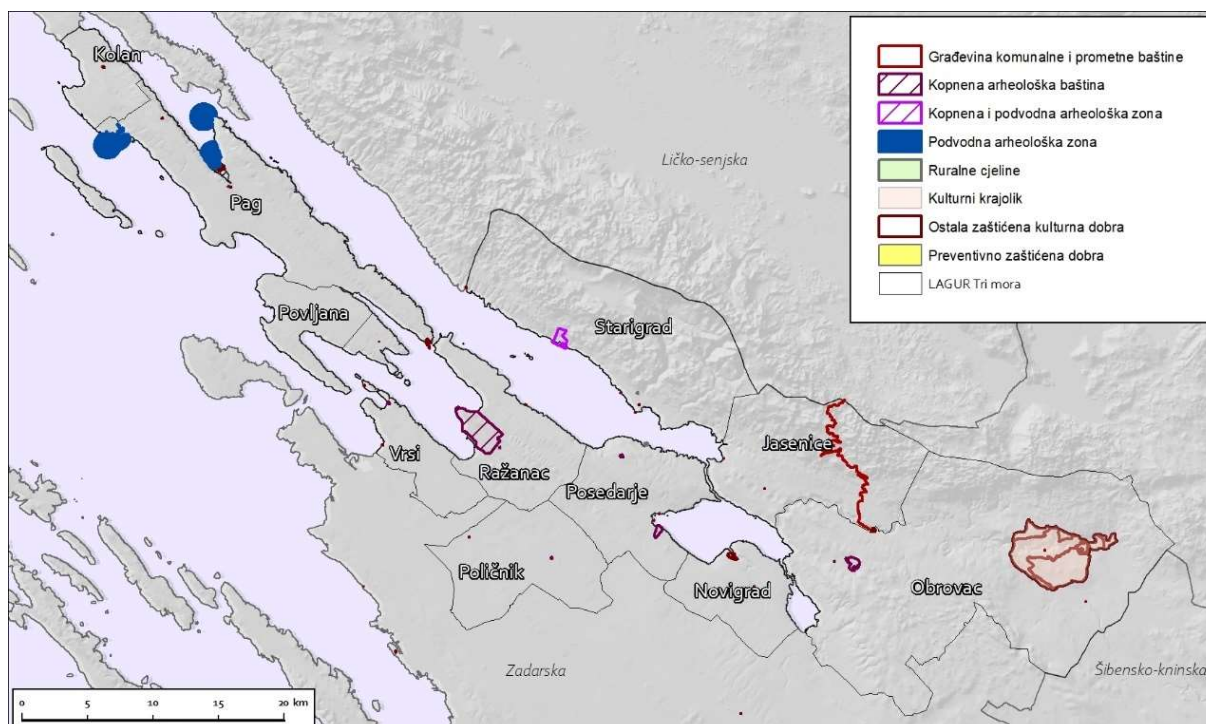 Kolan
Pag
Povljana
Vrsi
Ražanac
Starigrad
Jasenice
Posedarje
Poličnik
Novigrad
Obrovac
Ličko-senjska
Zadarska
Šibensko-kninska
Građevina komunalne i prometne baštine
Kopnena arheološka baština
Kopnena i podvodna arheološka zona
Podvodna arheološka zona
Ruralne cjeline
Kulturni krajolik
Ostala zaštićena kulturna dobra
Preventivno zaštićena dobra
LAGUR Tri mora
0 5 10 15 20 km